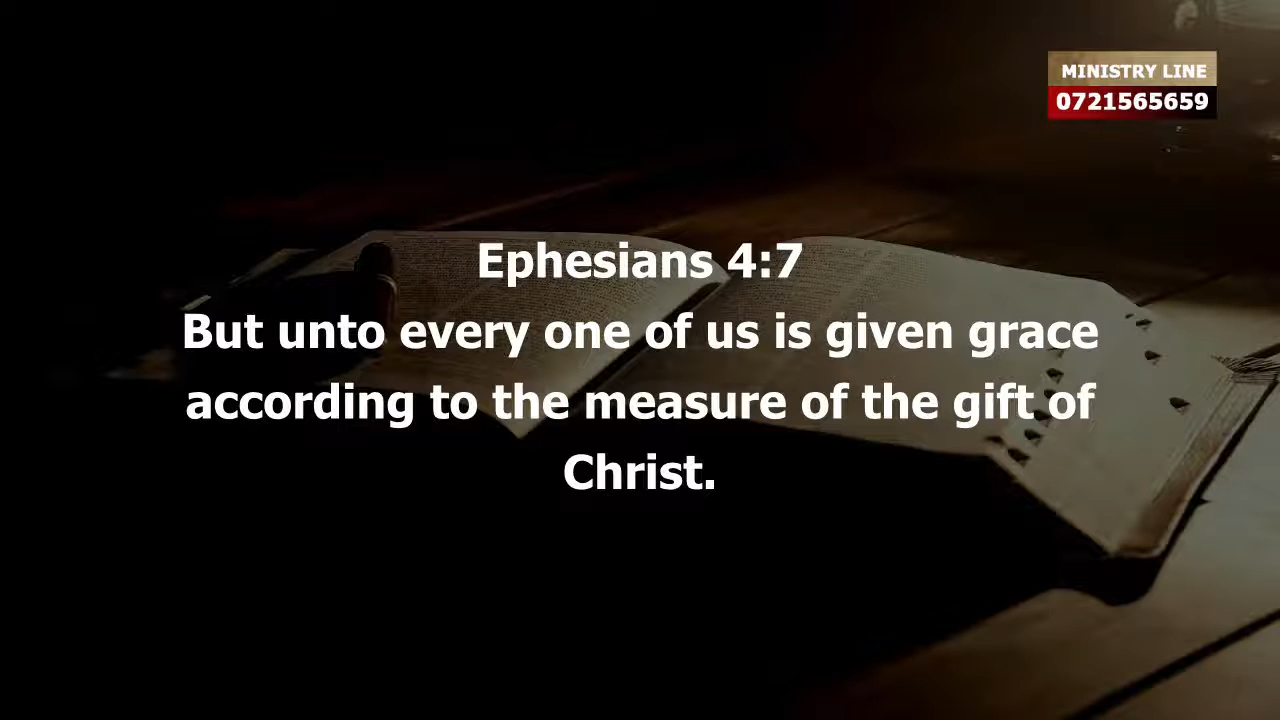 MINISTRY LINE
0721565659
Ephesians 4:7
But unto every one of us is given grace
according to the measure of the gift of
Christ.